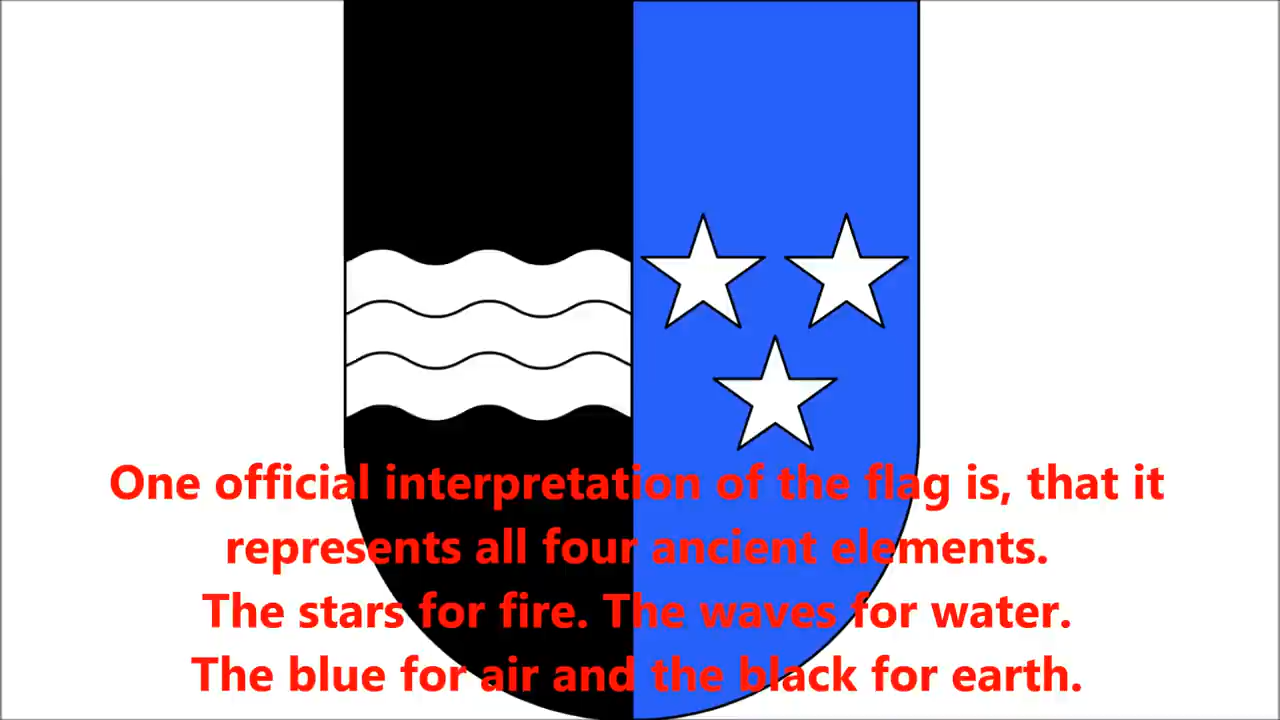 One official interpretation of the flag is, that it
represents all four ancient elements.
The stars for fire. The waves for water.
The blue for air and the black for earth.